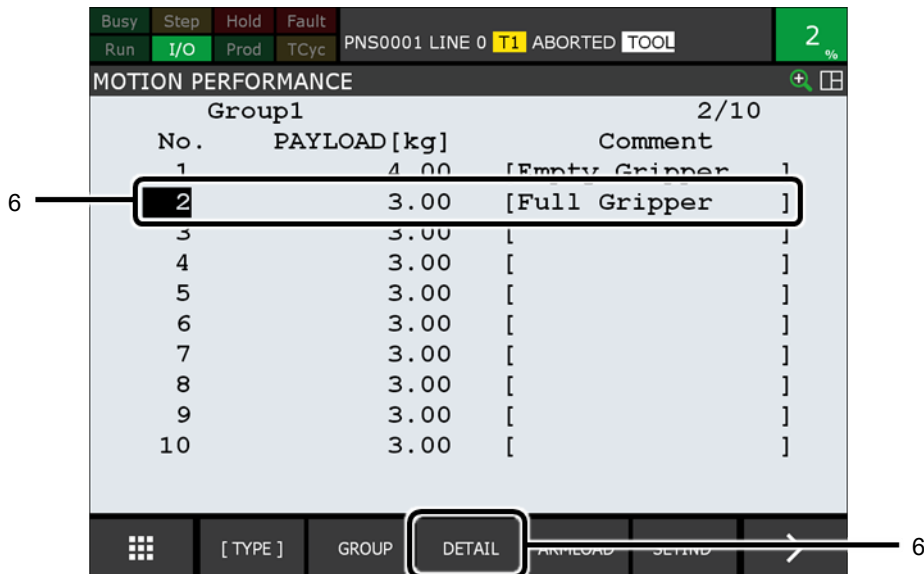 Busy Step Hold Fault
Run I/O Prod TCyc PNS0001 LINE 0 T1 ABORTED TOOL 2 %
MOTION PERFORMANCE
Group1 2/10
No. PAYLOAD[kg] Comment
1 4.00 [Empty Gripper ]
6 2 3.00 [Full Gripper ]
3 3.00 [ ]
4 3.00 [ ]
5 3.00 [ ]
6 3.00 [ ]
7 3.00 [ ]
8 3.00 [ ]
9 3.00 [ ]
10 3.00 [ ]
[ TYPE ] GROUP DETAIL ARMLOAD SETIND > 6